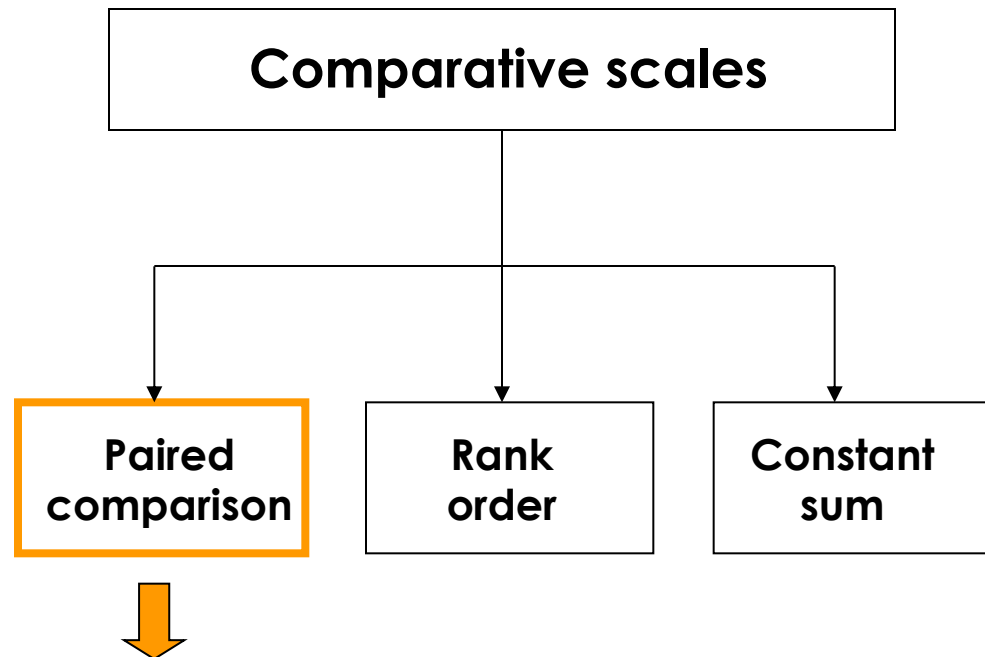 Comparative scales
Paired
comparison
Rank
order
Constant
sum